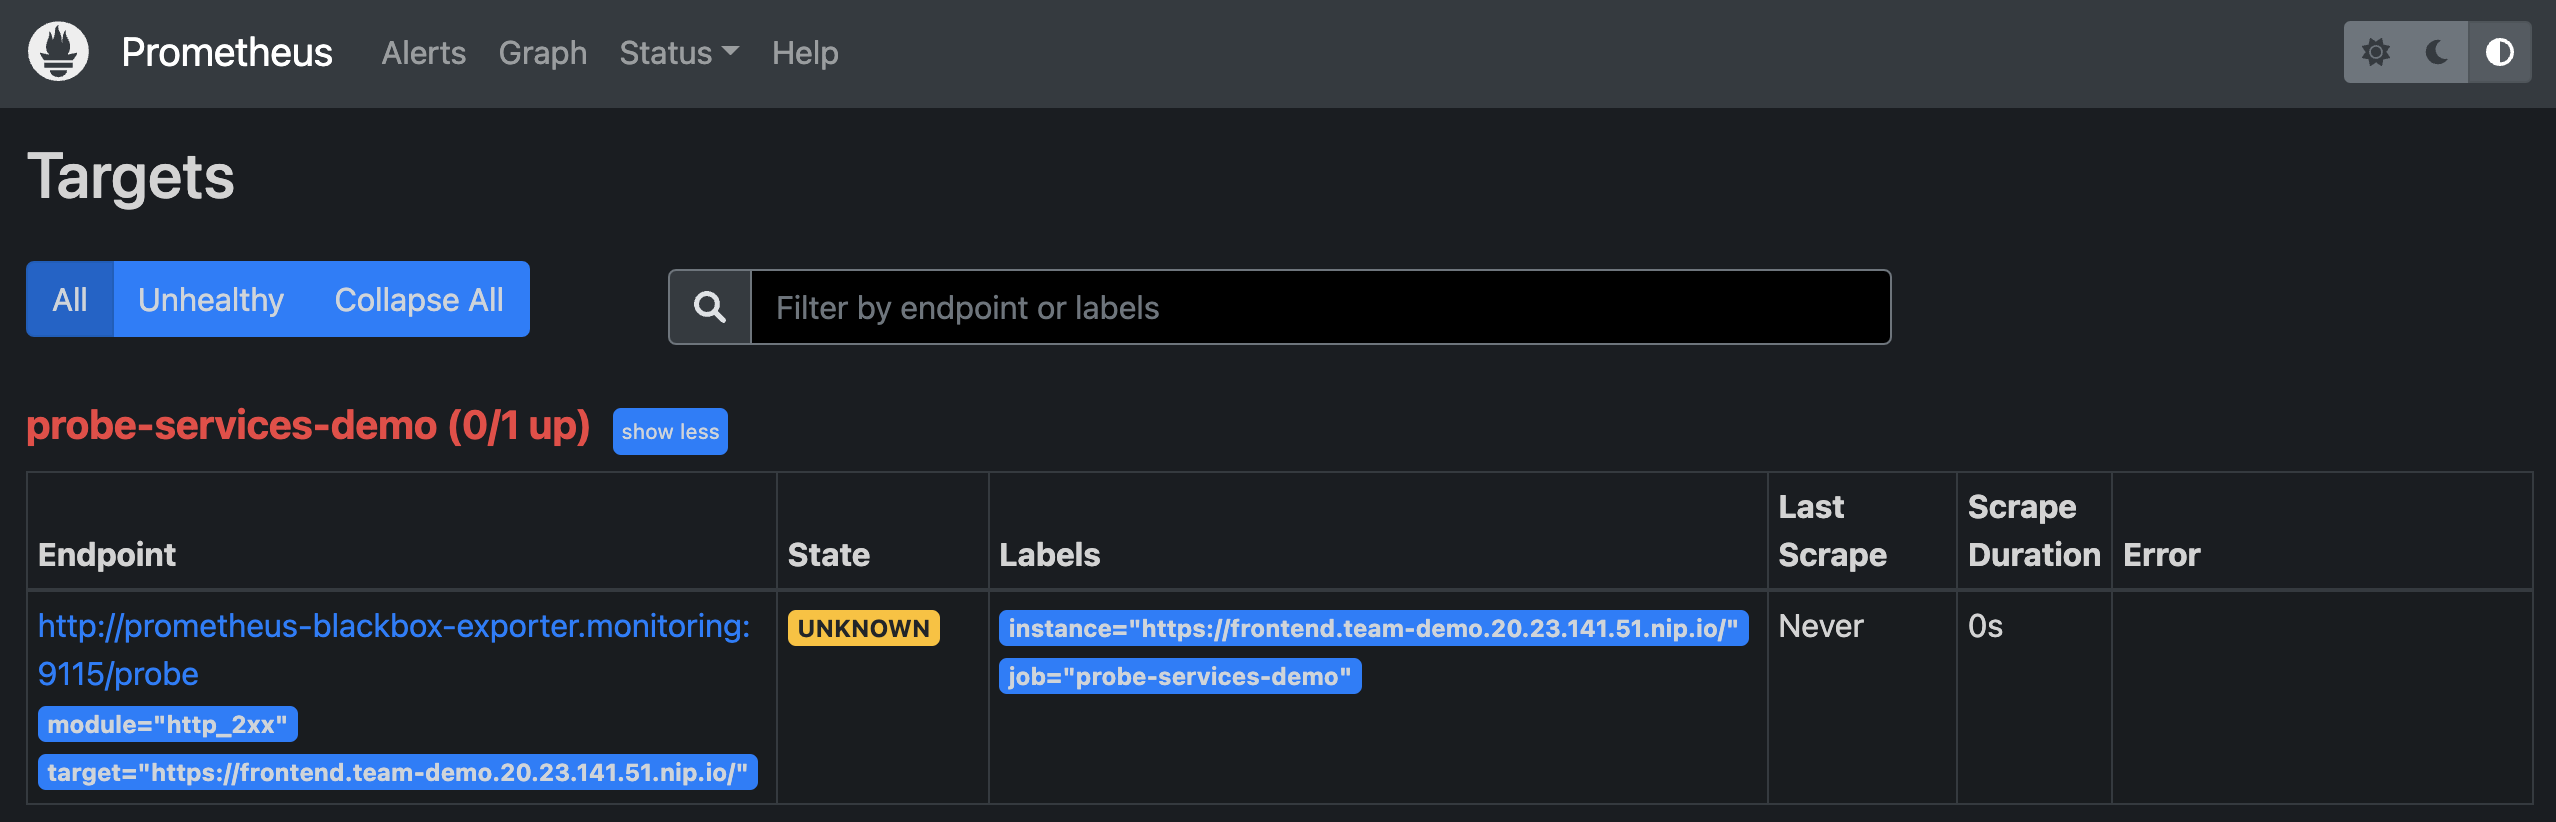 Prometheus Alerts Graph Status Help
Targets
All Unhealthy Collapse All
Filter by endpoint or labels
probe-services-demo (0/1 up) show less
Endpoint State Labels Last Scrape Scrape Duration Error
http://prometheus-blackbox-exporter.monitoring:
9115/probe
module="http_2xx"
target="https://frontend.team-demo.20.23.141.51.nip.io/"
UNKNOWN
instance="https://frontend.team-demo.20.23.141.51.nip.io/"
job="probe-services-demo"
Never
0s